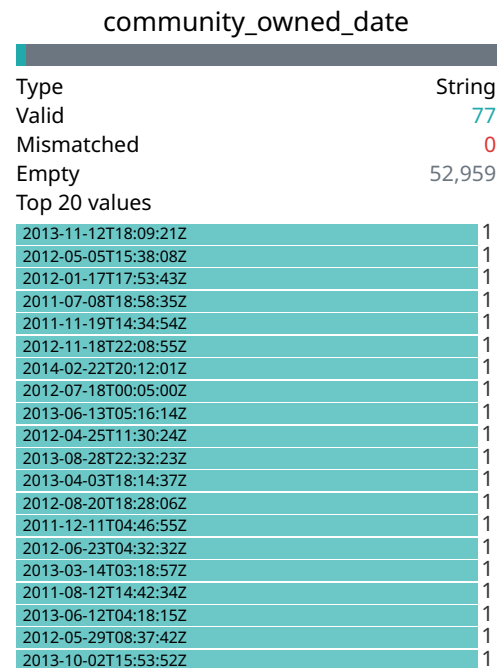 community_owned_date
Type String
Valid 77
Mismatched 0
Empty 52,959
Top 20 values
2013-11-12T18:09:21Z 1
2012-05-05T15:38:08Z 1
2012-01-17T17:53:43Z 1
2011-07-08T18:58:35Z 1
2011-11-19T14:34:54Z 1
2012-11-18T22:08:55Z 1
2014-02-22T20:12:01Z 1
2012-07-18T00:05:00Z 1
2013-06-13T05:16:14Z 1
2012-04-25T11:30:24Z 1
2013-08-28T22:32:23Z 1
2013-04-03T18:14:37Z 1
2012-08-20T18:28:06Z 1
2011-12-11T04:46:55Z 1
2012-06-23T04:32:32Z 1
2013-03-14T03:18:57Z 1
2011-08-12T14:42:34Z 1
2013-06-12T04:18:15Z 1
2012-05-29T08:37:42Z 1
2013-10-02T15:53:52Z 1